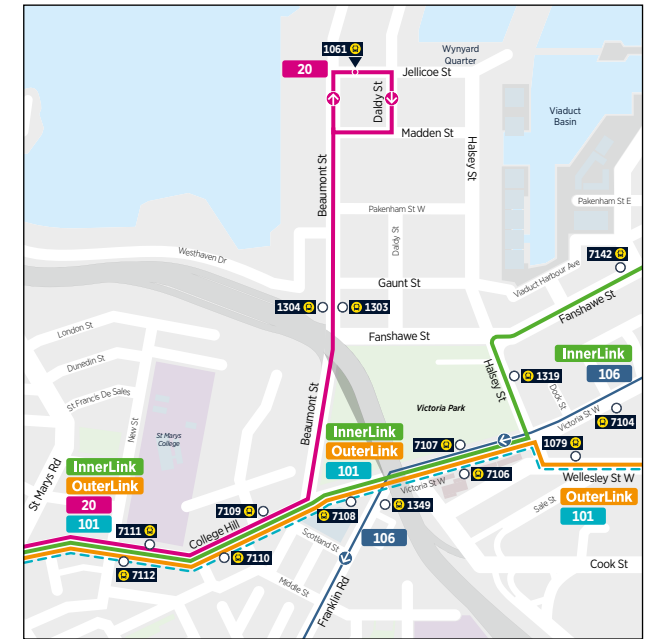 1061
Wynyard
Quarter
20
Jellicoe St
Daldy St
Viaduct
Basin
Madden St
Halsey St
Beaumont St
Pakenham St E
Pakenham St W
Daldy St
Westhaven Dr
7142
Gaunt St
Viaduct Harbour Ave
1304
1303
Fanshawe St
London St
Fanshawe St
InnerLink
Dunedin St
Halsey St
106
1319
St Francis De Sales
Dock St
Beaumont St
Victoria Park
7104
New St
Victoria St W
InnerLink
St Marys
College
7107
1079
OuterLink
St Marys Rd
InnerLink
101
7106
Wellesley St W
OuterLink
Victoria St W
OuterLink
20
7109
7108
1349
Sale St
101
101
7111
College Hill
Scotland St
106
7110
Cook St
7112
Middle St
Franklin Rd